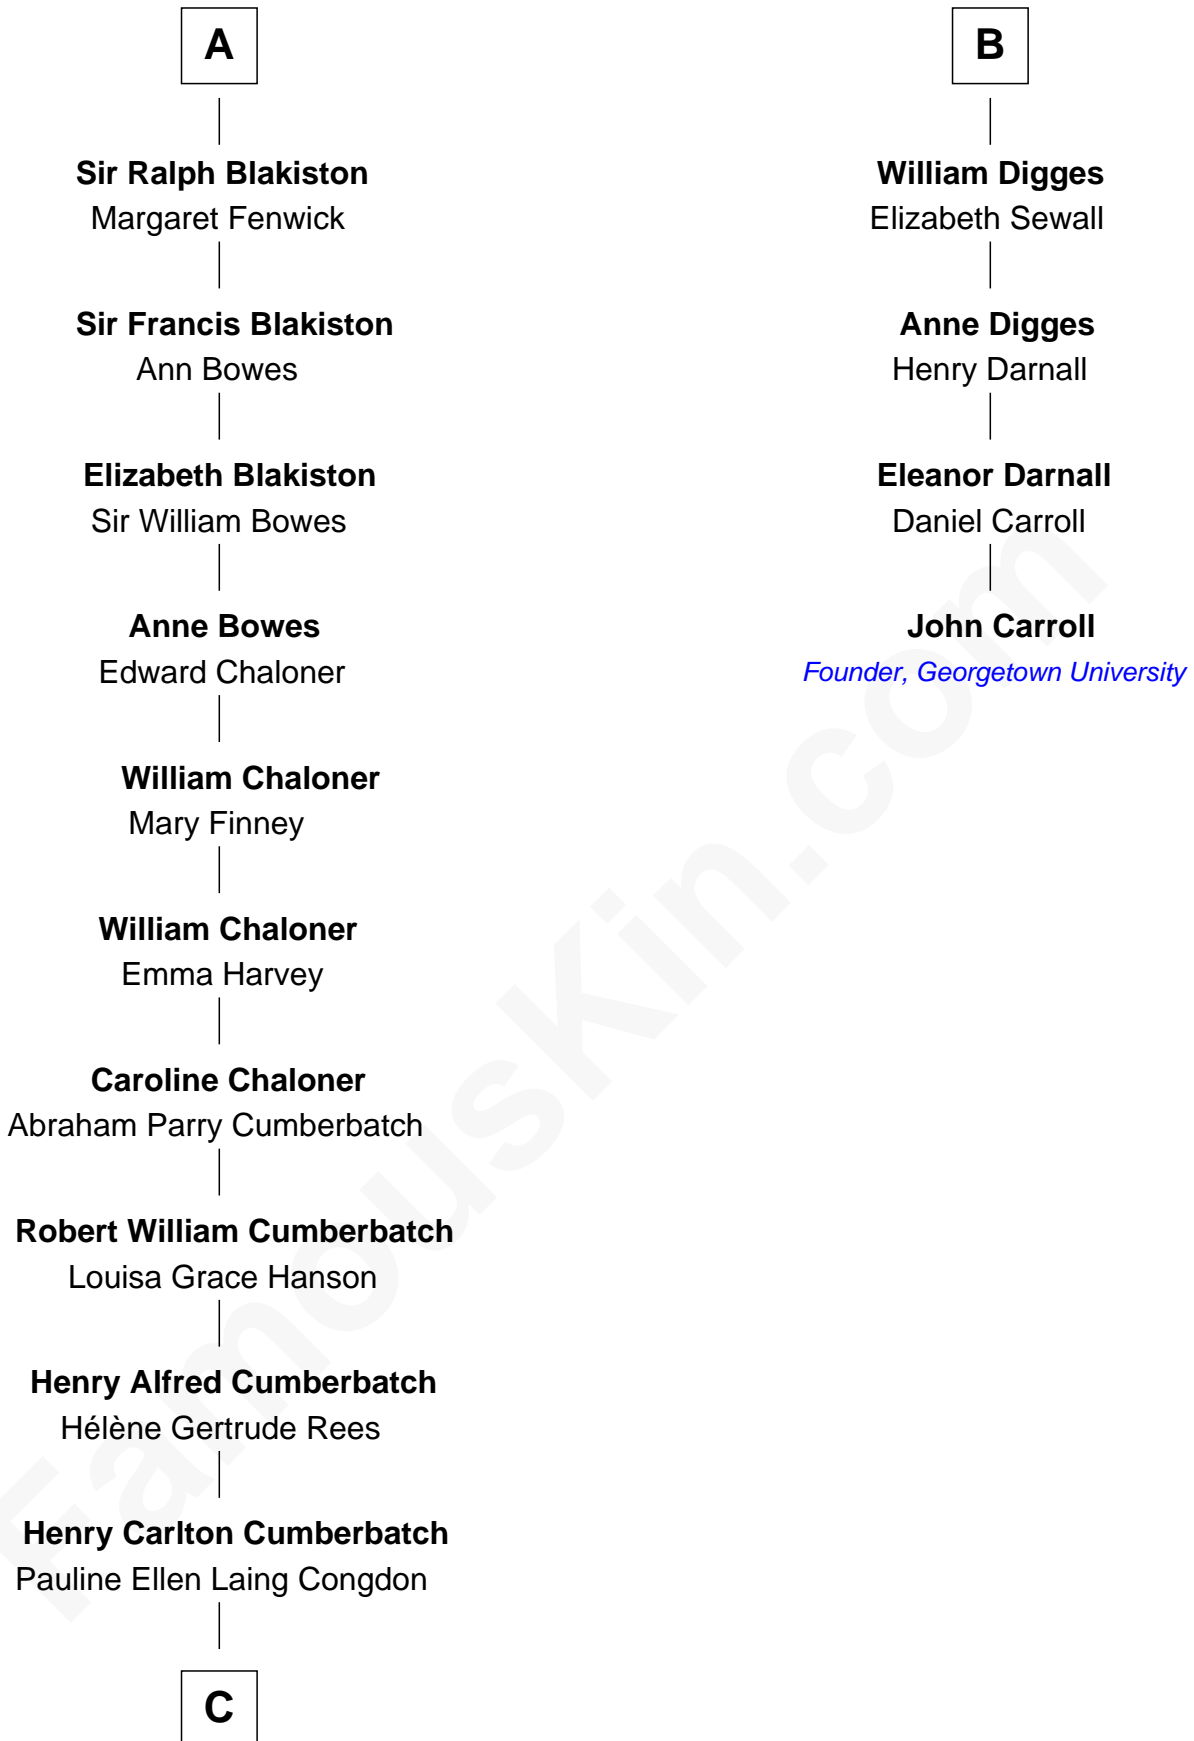 A
Sir Ralph Blakiston
Margaret Fenwick
Sir Francis Blakiston
Ann Bowes
Elizabeth Blakiston
Sir William Bowes
Anne Bowes
Edward Chaloner
William Chaloner
Mary Finney
William Chaloner
Emma Harvey
Caroline Chaloner
Abraham Parry Cumberbatch
Robert William Cumberbatch
Louisa Grace Hanson
Henry Alfred Cumberbatch
Hélène Gertrude Rees
Henry Carlton Cumberbatch
Pauline Ellen Laing Congdon
C
B
William Digges
Elizabeth Sewall
Anne Digges
Henry Darnall
Eleanor Darnall
Daniel Carroll
John Carroll
Founder, Georgetown University
FamousKin.com